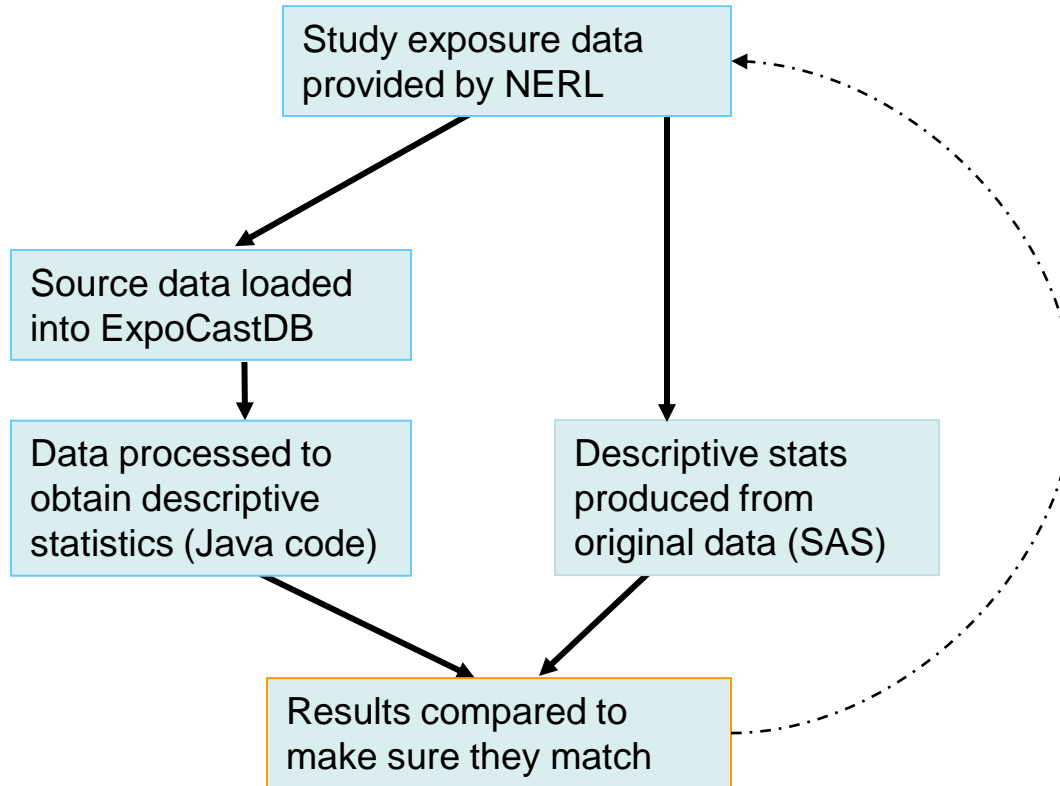 Study exposure data
provided by NERL
Source data loaded
into ExpoCastDB
Data processed to
obtain descriptive
statistics (Java code)
Descriptive stats
produced from
original data (SAS)
Results compared to
make sure they match